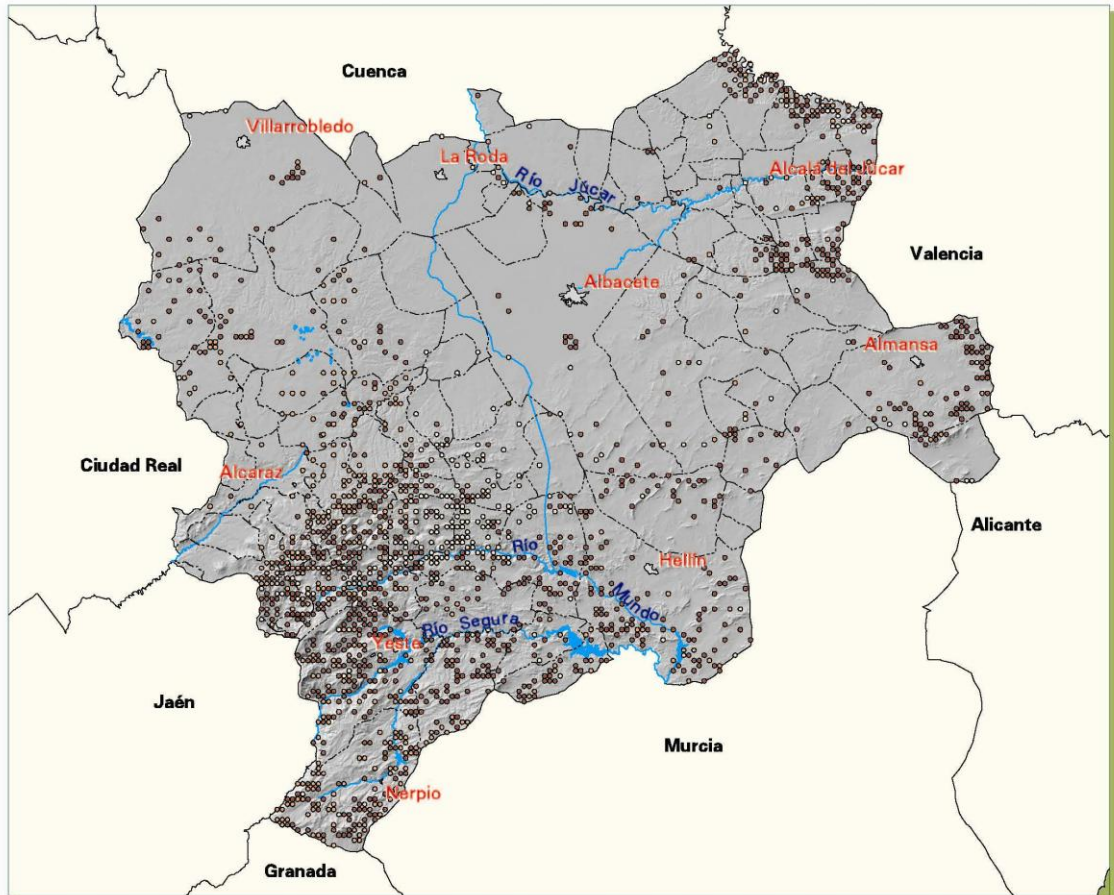 Cuenca
Villarrobledo
La Roda
Alcalá del Júcar
Río Júcar
Valencia
Albacete
Almansa
Ciudad Real
Alcaraz
Alicante
Río Mundo
Hellín
Río Segura
Yeste
Jaén
Murcia
Nerpio
Granada